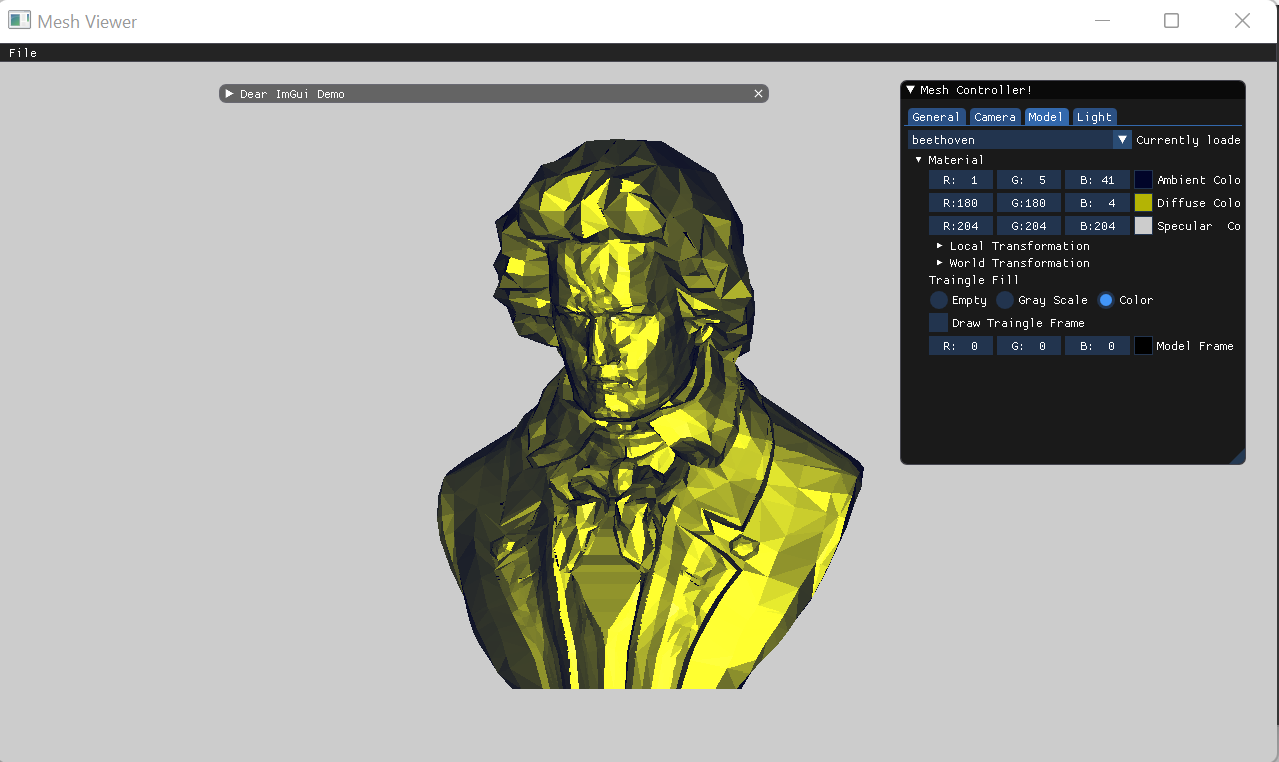 Mesh Viewer
File
Dear ImGui Demo
Mesh Controller!
General Camera Model Light
beethoven Currently loade
Material
R: 1 G: 5 B: 41 Ambient Colo
R:180 G:180 B: 4 Diffuse Colo
R:204 G:204 B:204 Specular Co
Local Transformation
World Transformation
Traingle Fill
Empty Gray Scale Color
Draw Traingle Frame
R: 0 G: 0 B: 0 Model Frame